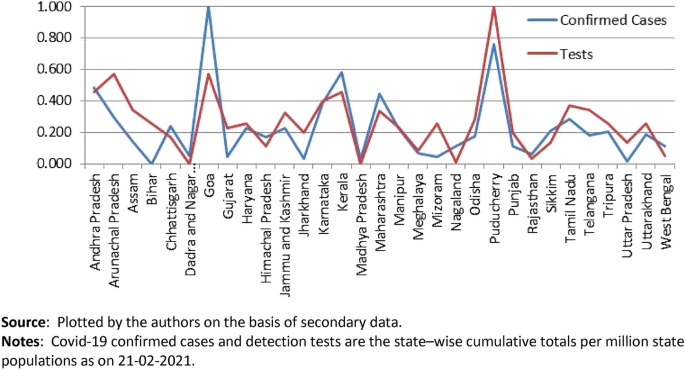 1.000
0.800
0.600
0.400
0.200
0.000
Confirmed Cases
Tests
Andhra Pradesh
Arunachal Pradesh
Assam
Bihar
Chhattisgarh
Dadra and Nagar...
Goa
Gujarat
Haryana
Himachal Pradesh
Jammu and Kashmir
Jharkhand
Karnataka
Kerala
Madhya Pradesh
Maharashtra
Manipur
Meghalaya
Mizoram
Nagaland
Odisha
Puducherry
Punjab
Rajasthan
Sikkim
Tamil Nadu
Telangana
Tripura
Uttar Pradesh
Uttarakhand
West Bengal
Source: Plotted by the authors on the basis of secondary data.
Notes: Covid-19 confirmed cases and detection tests are the state–wise cumulative totals per million state
populations as on 21-02-2021.